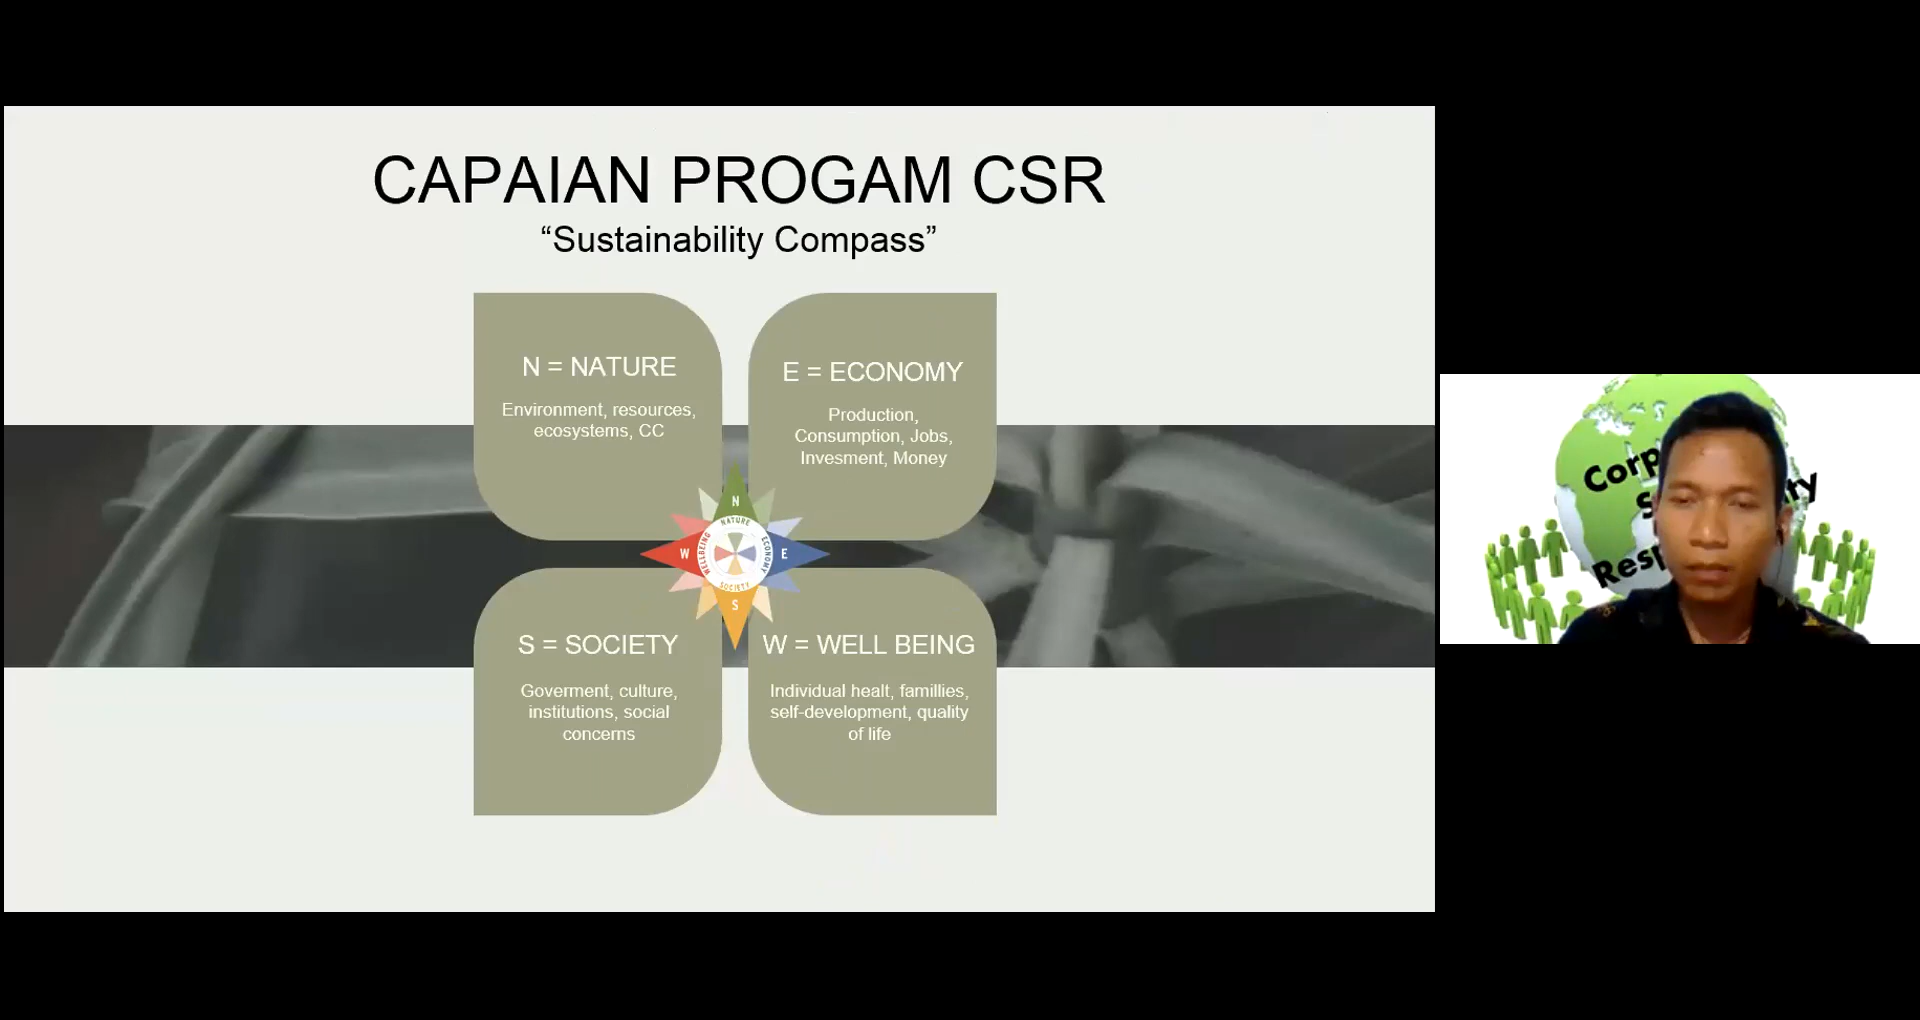 CAPAIAN PROGAM CSR
“Sustainability Compass”
N = NATURE
Environment, resources,
ecosystems, CC
E = ECONOMY
Production,
Consumption, Jobs,
Invesment, Money
N
NATURE
W
WELLBEING
ECONOMY
E
SOCIETY
S
S = SOCIETY
Goverment, culture,
institutions, social
concerns
W = WELL BEING
Individual healt, famillies,
self-development, quality
of life
Corp
S ty
Resp